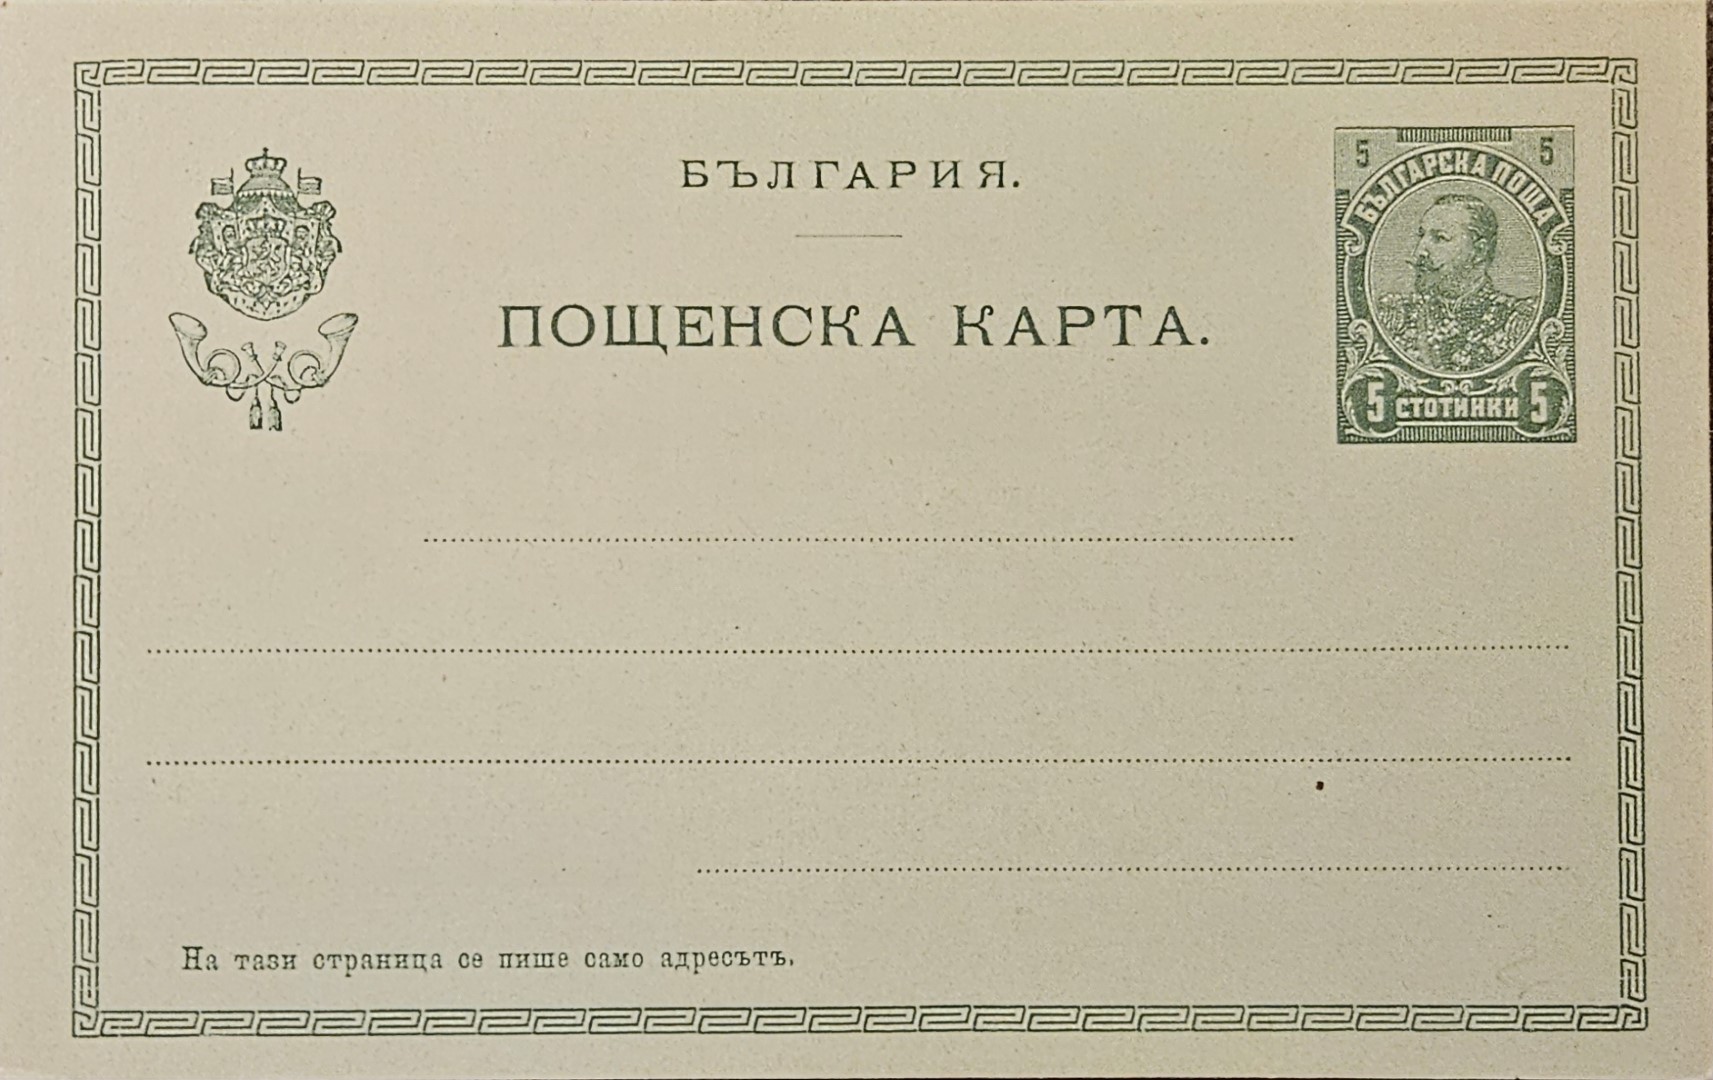 БЪЛГАРИЯ.
ПОЩЕНСКА КАРТА.
5 5
БЪЛГАРСКА ПОЩА
5 СТОТИНКИ 5
На тази страница се пише само адресътъ.